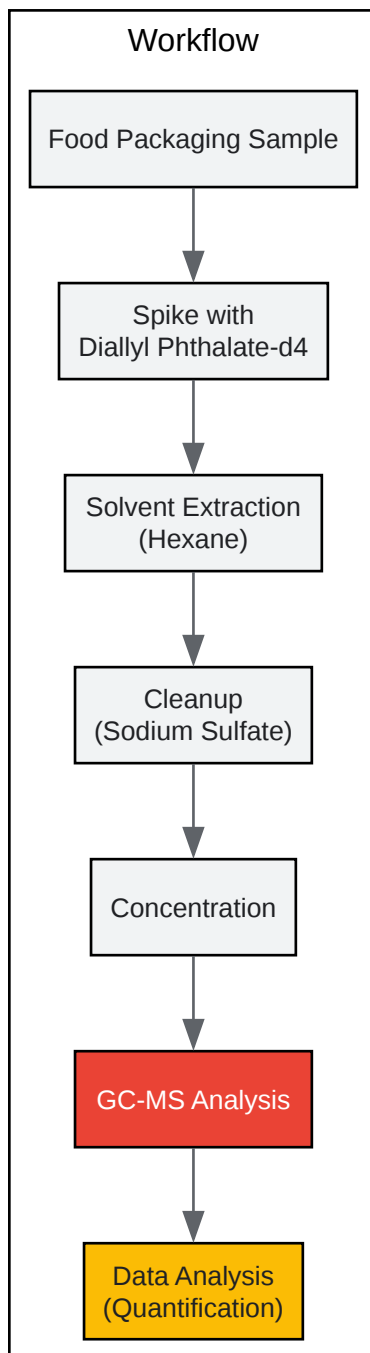 Workflow
Food Packaging Sample
Spike with
Diallyl Phthalate-d4
Solvent Extraction
(Hexane)
Cleanup
(Sodium Sulfate)
Concentration
GC-MS Analysis
Data Analysis
(Quantification)